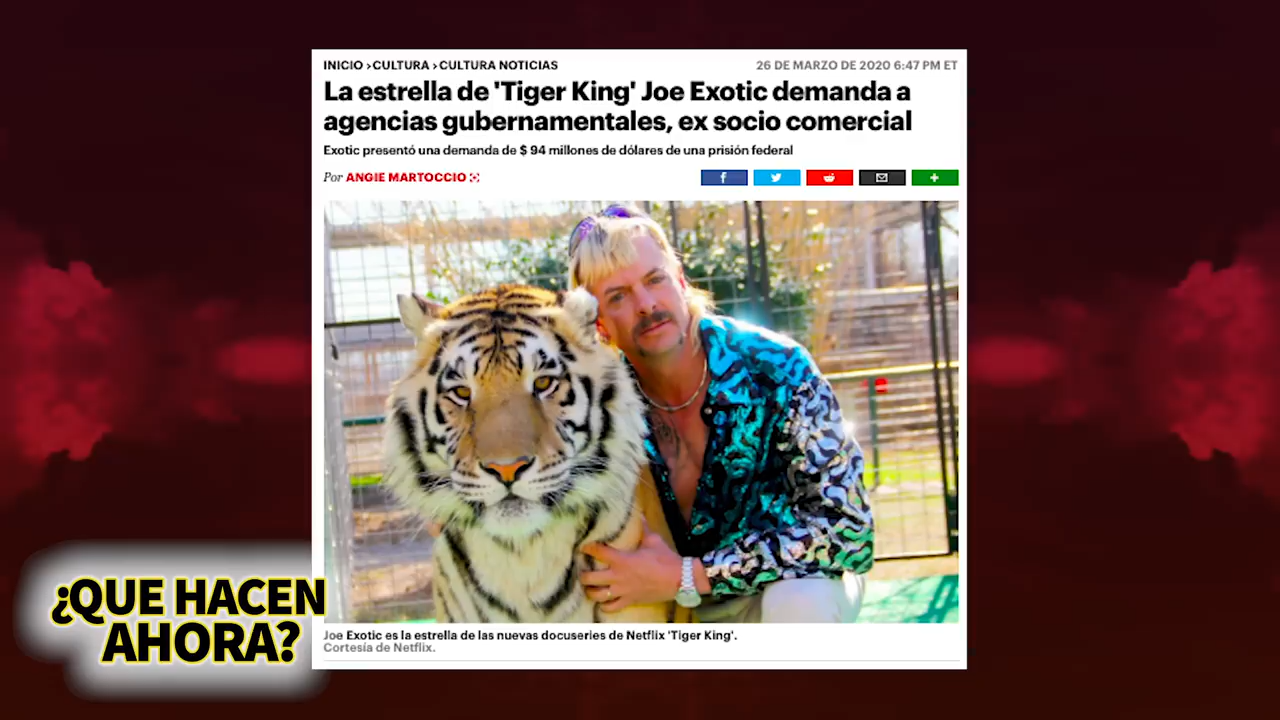 INICIO >CULTURA >CULTURA NOTICIAS
26 DE MARZO DE 2020 6:47 PM ET
La estrella de 'Tiger King' Joe Exotic demanda a
agencias gubernamentales, ex socio comercial
Exotic presentó una demanda de $ 94 millones de dólares de una prisión federal
Por ANGIE MARTOCCIO
Joe Exotic es la estrella de las nuevas docuseries de Netflix 'Tiger King'.
Cortesía de Netflix.
¿QUE HACEN
AHORA?